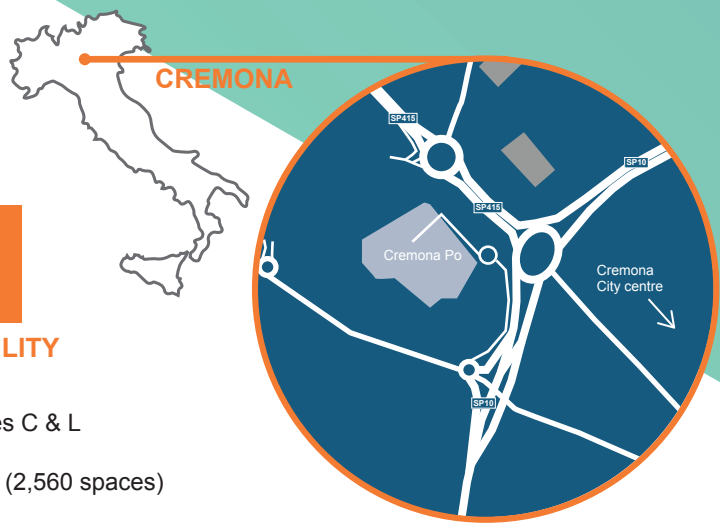 CREMONA
SP415
SP10
SP415
Cremona Po
Cremona
City centre
LITY
es C & L
SP10
(2,560 spaces)